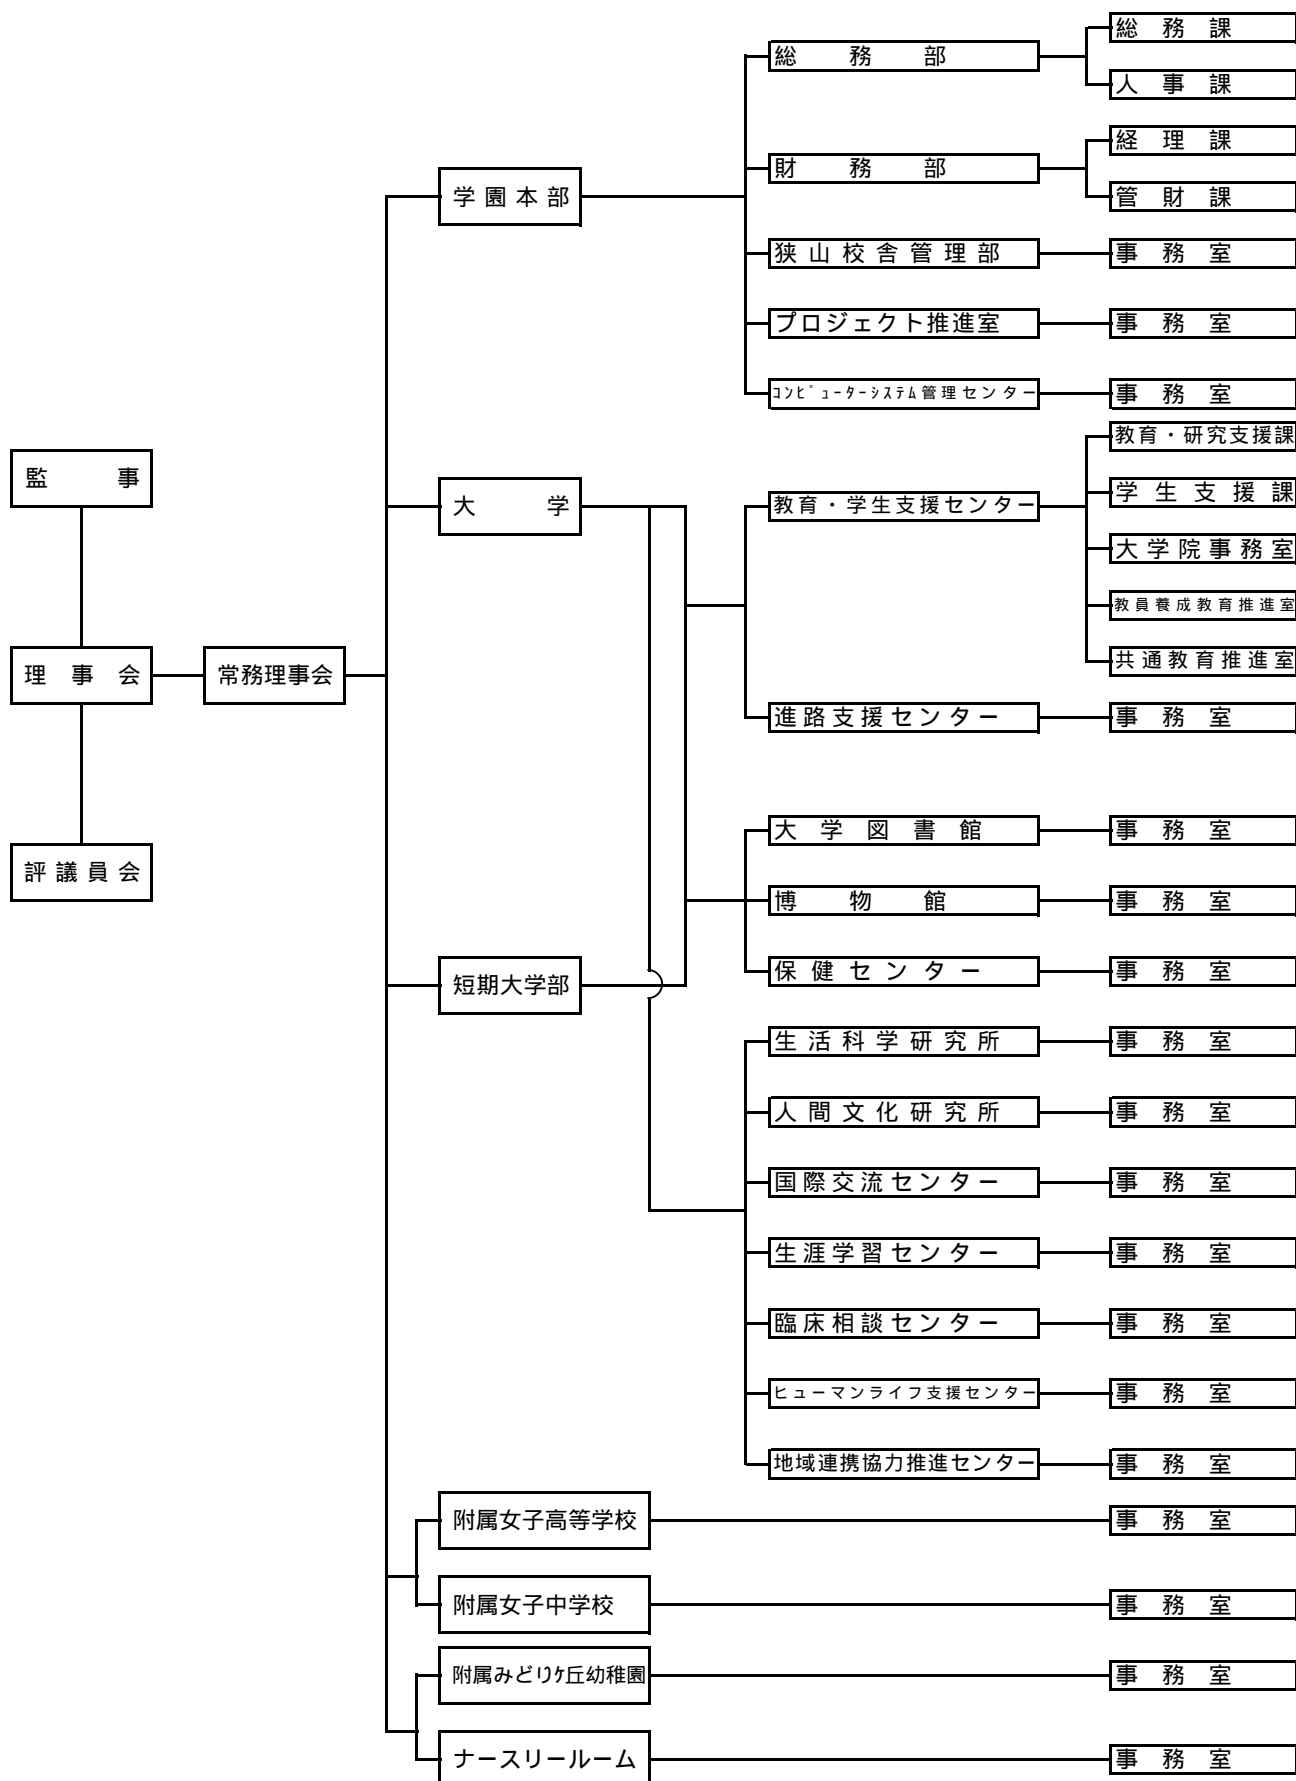 総務部
総務課
人事課
財務部
経理課
管財課
学園本部
狭山校舎管理部
事務室
プロジェクト推進室
事務室
ｺﾝﾋﾟｭｰﾀｰｼｽﾃﾑ管理センター
事務室
監事
大学
教育・学生支援センター
教育・研究支援課
学生支援課
大学院事務室
教員養成教育推進室
共通教育推進室
理事会
常務理事会
進路支援センター
事務室
評議員会
大学図書館
事務室
博物館
事務室
保健センター
事務室
短期大学部
生活科学研究所
事務室
人間文化研究所
事務室
国際交流センター
事務室
生涯学習センター
事務室
臨床相談センター
事務室
ヒューマンライフ支援センター
事務室
地域連携協力推進センター
事務室
附属女子高等学校
事務室
附属女子中学校
事務室
附属みどりｹ丘幼稚園
事務室
ナースリールーム
事務室